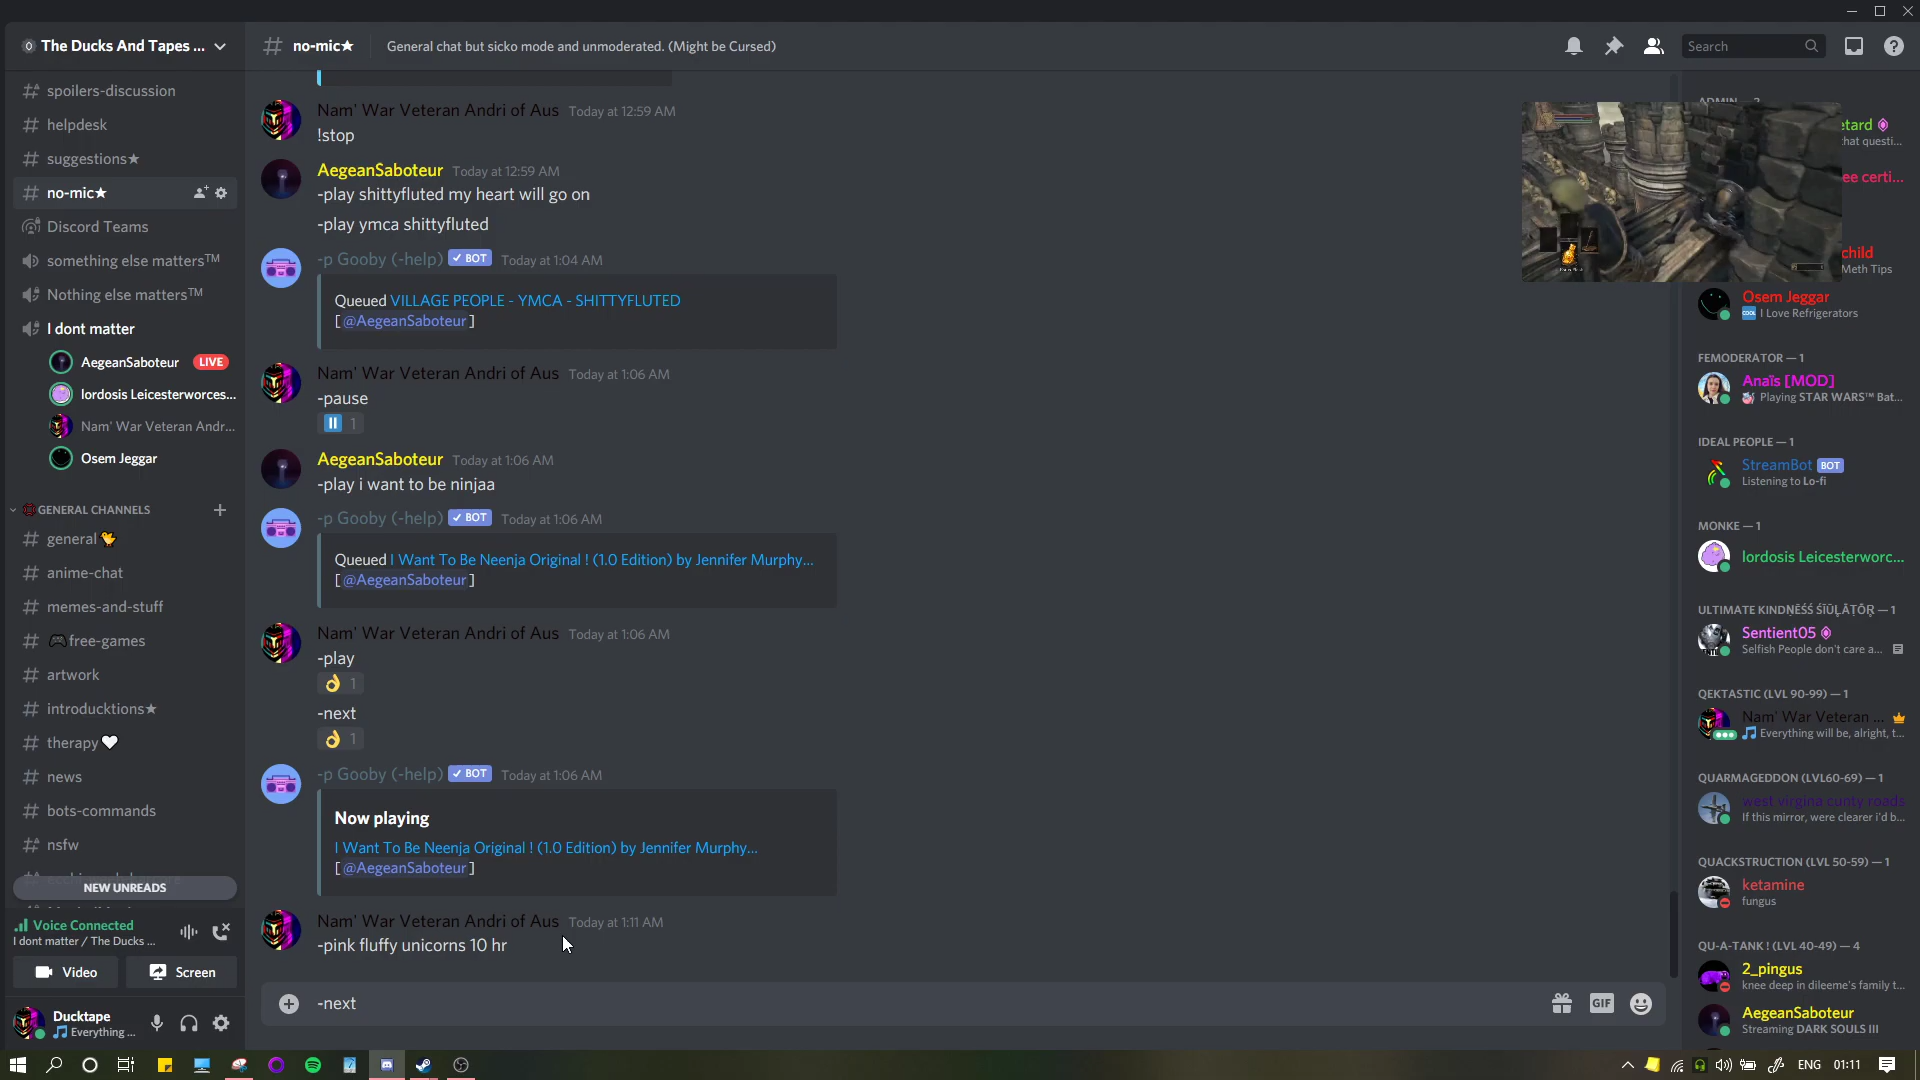 The Ducks And Tapes ...
spoilers-discussion
helpdesk
suggestions★
no-mic★
Discord Teams
something else matters™
Nothing else matters™
I dont matter
AegeanSaboteur LIVE
lordosis Leicesterworces...
Nam' War Veteran Andr...
Osem Jeggar
GENERAL CHANNELS
general🐤
anime-chat
memes-and-stuff
🎮free-games
artwork
introducktions★
therapy🤍
news
bots-commands
nsfw
NEW UNREADS
Voice Connected
I dont matter / The Ducks ...
Video Screen
Ducktape
🎵 Everything ...
# no-mic★ General chat but sicko mode and unmoderated. (Might be Cursed)
Search
Nam' War Veteran Andri of Aus Today at 12:59 AM
!stop
AegeanSaboteur Today at 12:59 AM
-play shittyfluted my heart will go on
-play ymca shittyfluted
-p Gooby (-help) ✓ BOT Today at 1:04 AM
Queued VILLAGE PEOPLE - YMCA - SHITTYFLUTED
[@AegeanSaboteur]
Nam' War Veteran Andri of Aus Today at 1:06 AM
-pause
⏸ 1
AegeanSaboteur Today at 1:06 AM
-play i want to be ninjaa
-p Gooby (-help) ✓ BOT Today at 1:06 AM
Queued I Want To Be Neenja Original ! (1.0 Edition) by Jennifer Murphy...
[@AegeanSaboteur]
Nam' War Veteran Andri of Aus Today at 1:06 AM
-play
👌 1
-next
👌 1
-p Gooby (-help) ✓ BOT Today at 1:06 AM
Now playing
I Want To Be Neenja Original ! (1.0 Edition) by Jennifer Murphy...
[@AegeanSaboteur]
Nam' War Veteran Andri of Aus Today at 1:11 AM
-pink fluffy unicorns 10 hr
-next
GIF
etard
hat questi...
ee certi...
child
Meth Tips
Osem Jeggar
COOL I Love Refrigerators
FEMODERATOR — 1
Anaïs [MOD]
Playing STAR WARS™ Bat...
IDEAL PEOPLE — 1
StreamBot BOT
Listening to Lo-fi
MONKE — 1
lordosis Leicesterworc...
— 1
Sentient05
Selfish People don't care a...
QEKTASTIC (LVL 90-99) — 1
Nam' War Veteran ...
🎵 Everything will be, alright, t...
QUARMAGEDDON (LVL60-69) — 1
west virgina cunty roads
If this mirror, were clearer i'd b...
QUACKSTRUCTION (LVL 50-59) — 1
ketamine
fungus
QU-A-TANK ! (LVL 40-49) — 4
2_pingus
knee deep in dileeme's family t...
AegeanSaboteur
Streaming DARK SOULS III
ENG 01:11